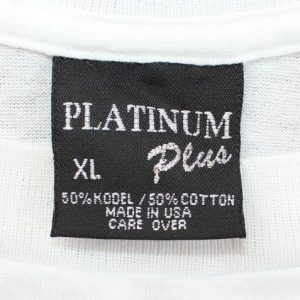 PLATINUM
XL Plus
50% KODEL / 50% COTTON
MADE IN USA
CARE OVER